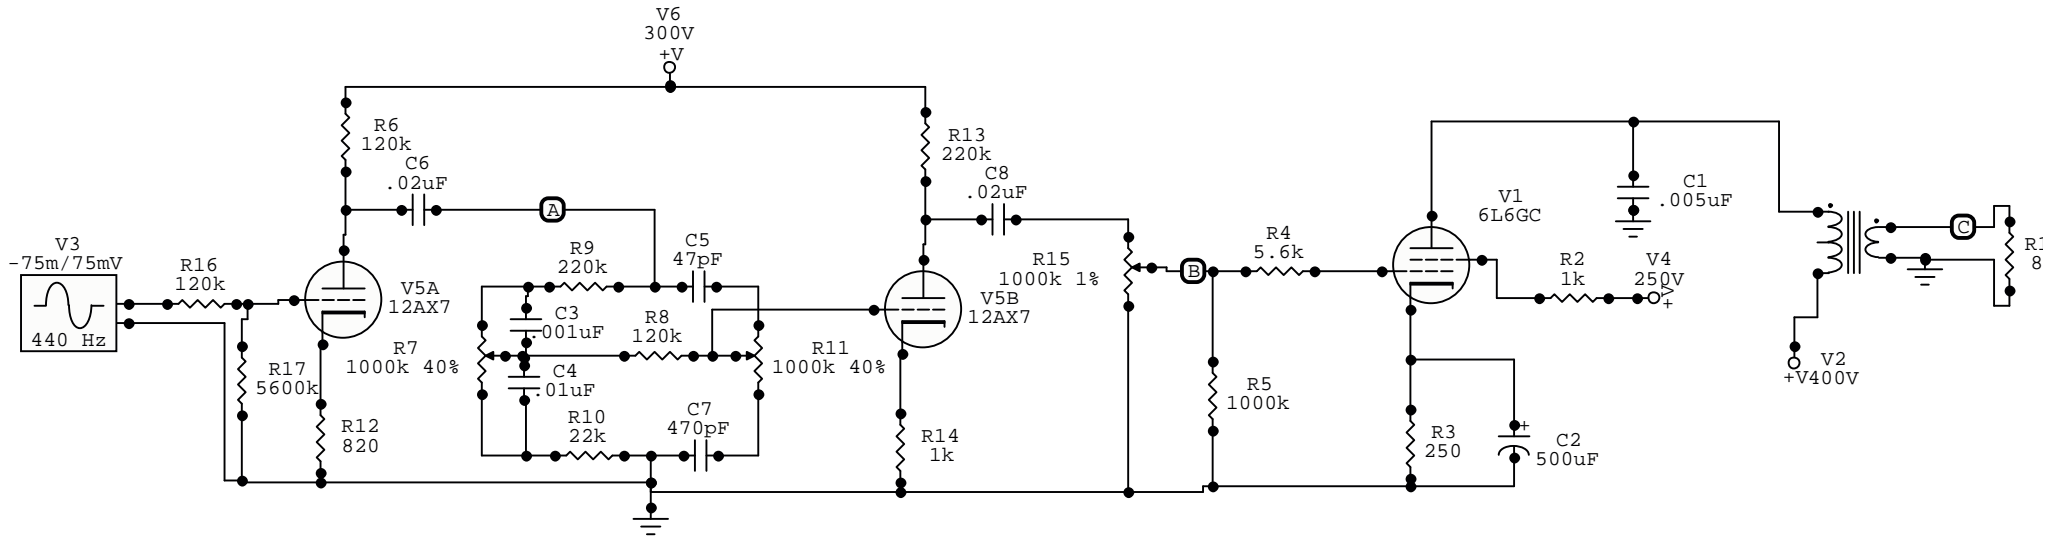 V6
300V
+V
R6
120k
C6
.02uF
A
V3
-75m/75mV
440 Hz
R16
120k
V5A
12AX7
R17
5600k
R12
820
R9
220k
C5
47pF
C3
.001uF
R8
120k
R7
1000k 40%
R11
1000k 40%
C4
.01uF
R10
22k
C7
470pF
R13
220k
C8
.02uF
V5B
12AX7
R14
1k
R15
1000k 1%
B
R4
5.6k
R5
1000k
V1
6L6GC
R3
250
+
C2
500uF
R2
1k
V4
250V
+V
C1
.005uF
V2
+V400V
C
8